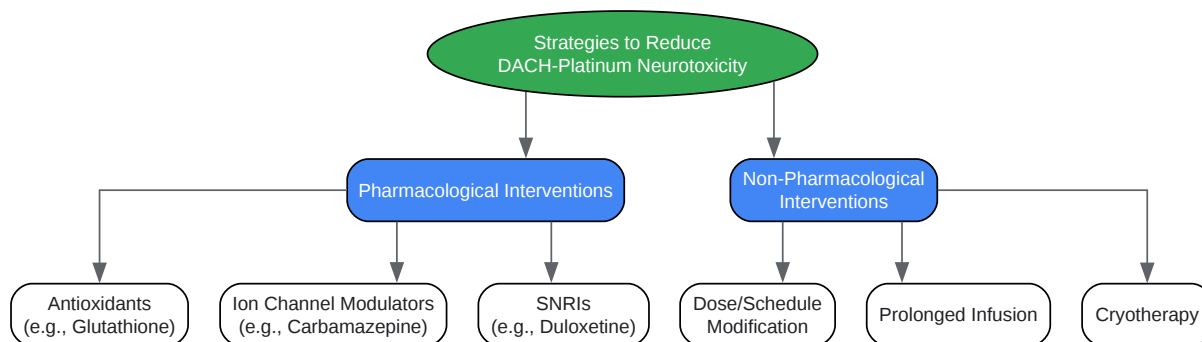 Strategies to Reduce
DACH-Platinum Neurotoxicity
Pharmacological Interventions
Non-Pharmacological
Interventions
Antioxidants
(e.g., Glutathione)
Ion Channel Modulators
(e.g., Carbamazepine)
SNRIs
(e.g., Duloxetine)
Dose/Schedule
Modification
Prolonged Infusion
Cryotherapy